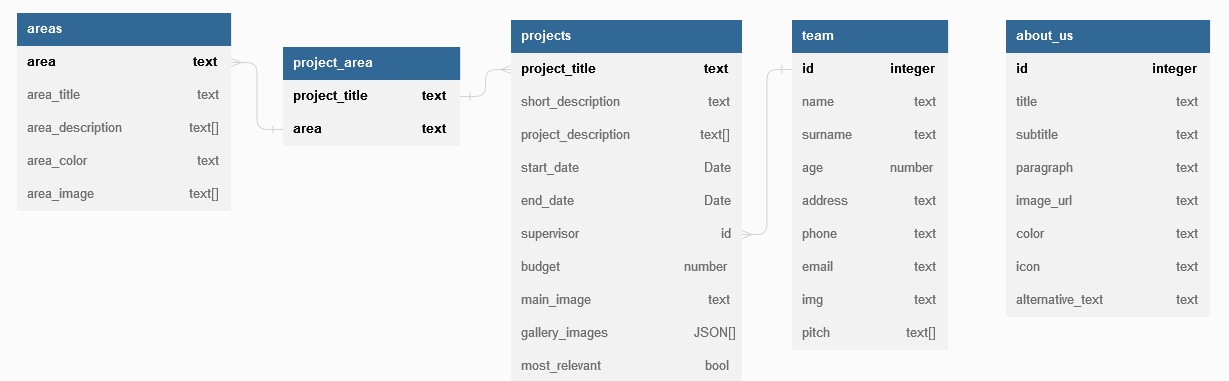 areas
area text
area_title text
area_description text[]
area_color text
area_image text[]
project_area
project_title text
area text
projects
project_title text
short_description text
project_description text[]
start_date Date
end_date Date
supervisor id
budget number
main_image text
gallery_images JSON[]
most_relevant bool
team
id integer
name text
surname text
age number
address text
phone text
email text
img text
pitch text[]
about_us
id integer
title text
subtitle text
paragraph text
image_url text
color text
icon text
alternative_text text